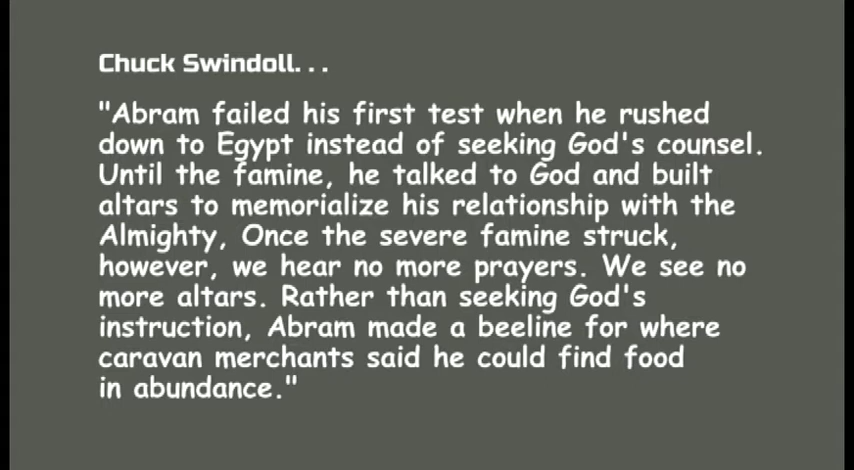 Chuck Swindoll. . .
"Abram failed his first test when he rushed
down to Egypt instead of seeking God's counsel.
Until the famine, he talked to God and built
altars to memorialize his relationship with the
Almighty, Once the severe famine struck,
however, we hear no more prayers. We see no
more altars. Rather than seeking God's
instruction, Abram made a beeline for where
caravan merchants said he could find food
in abundance."